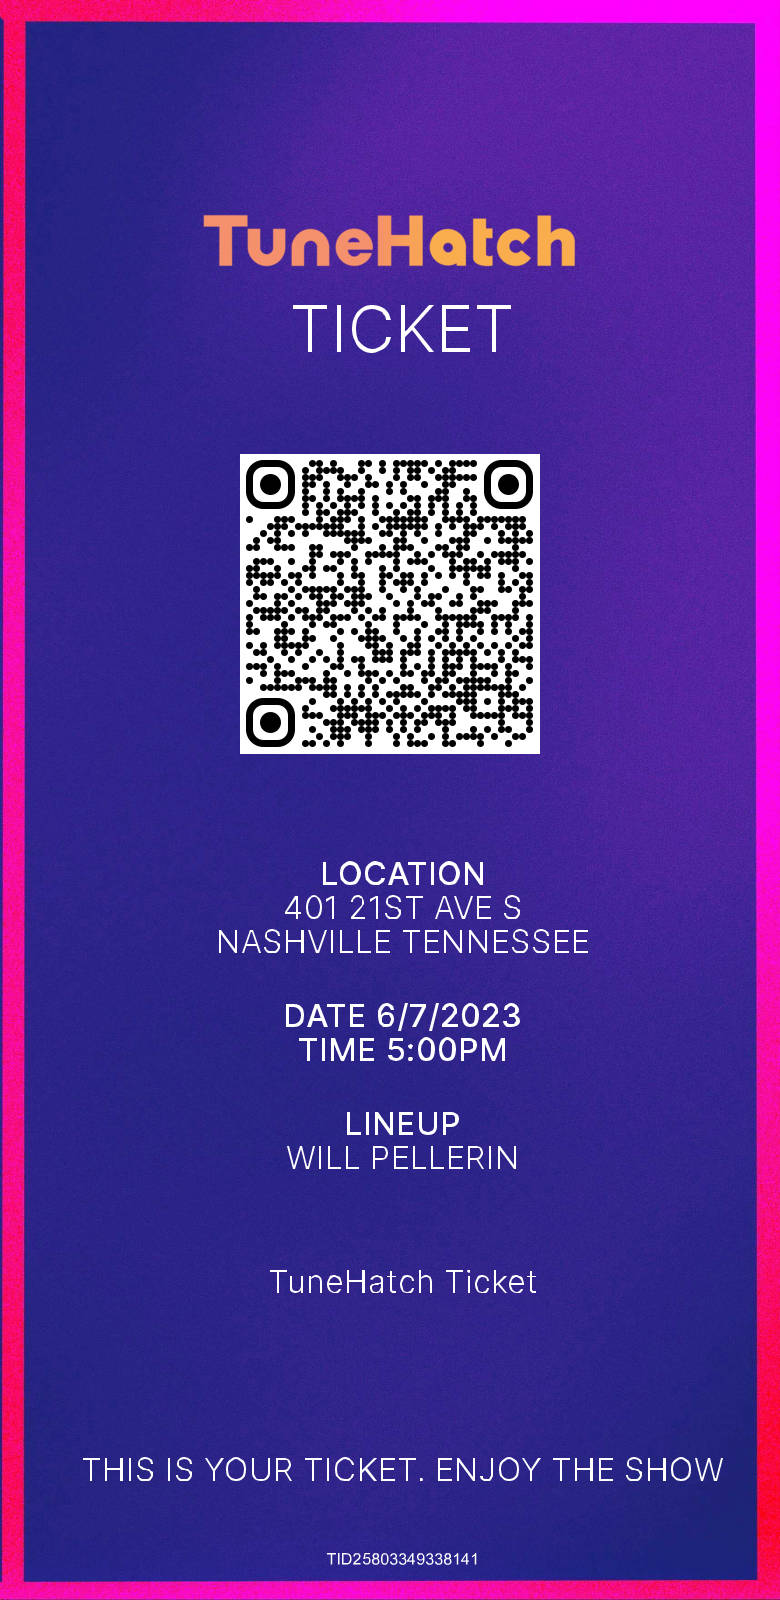 TuneHatch
TICKET
LOCATION
401 21ST AVE S
NASHVILLE TENNESSEE
DATE 6/7/2023
TIME 5:00PM
LINEUP
WILL PELLERIN
TuneHatch Ticket
THIS IS YOUR TICKET. ENJOY THE SHOW
TID25803349338141